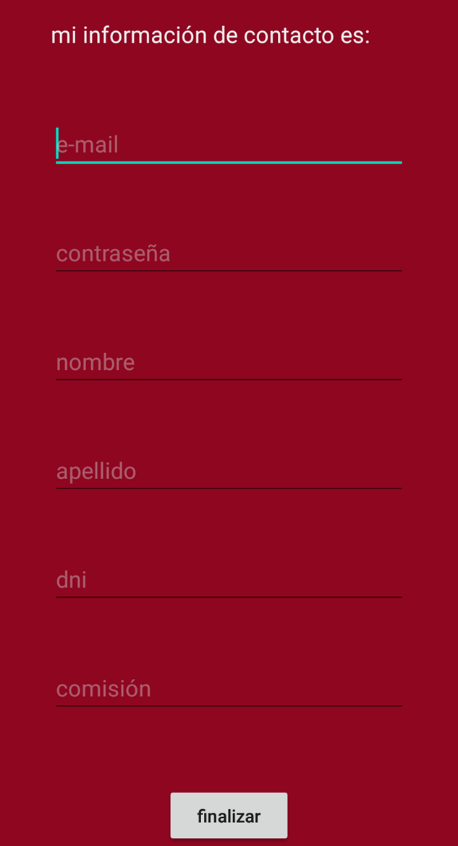 mi información de contacto es:
e-mail
contraseña
nombre
apellido
dni
comisión
finalizar